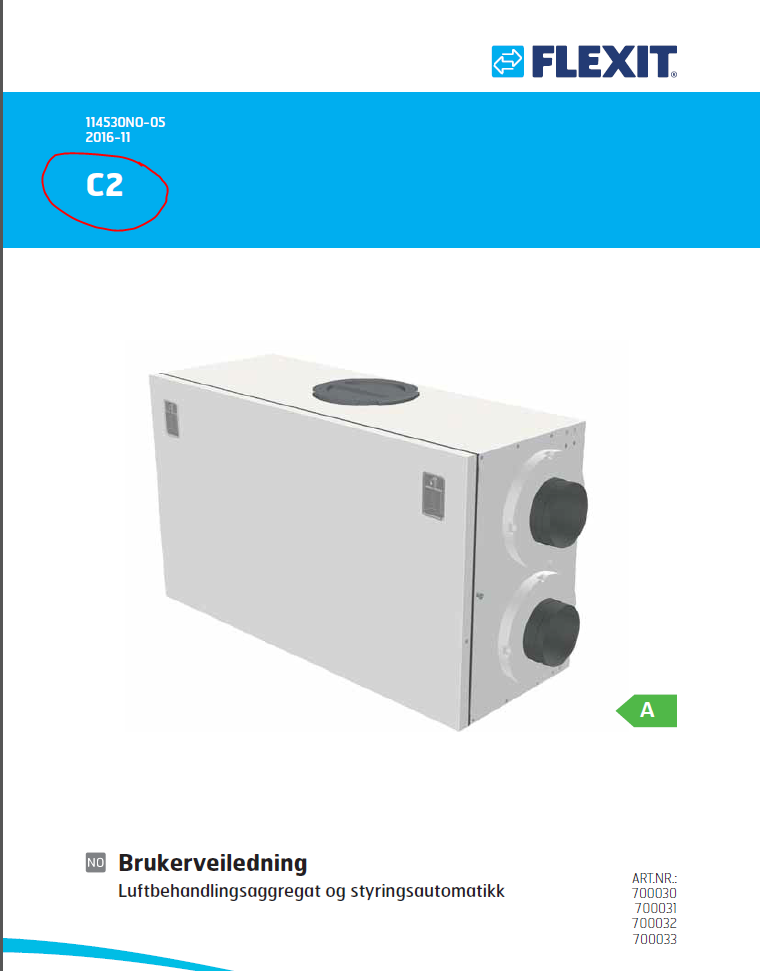 FLEXIT®
114530NO-05
2016-11
C2
A
NO
Brukerveiledning
Luftbehandlingsaggregat og styringsautomatikk
ART.NR.:
700030
700031
700032
700033